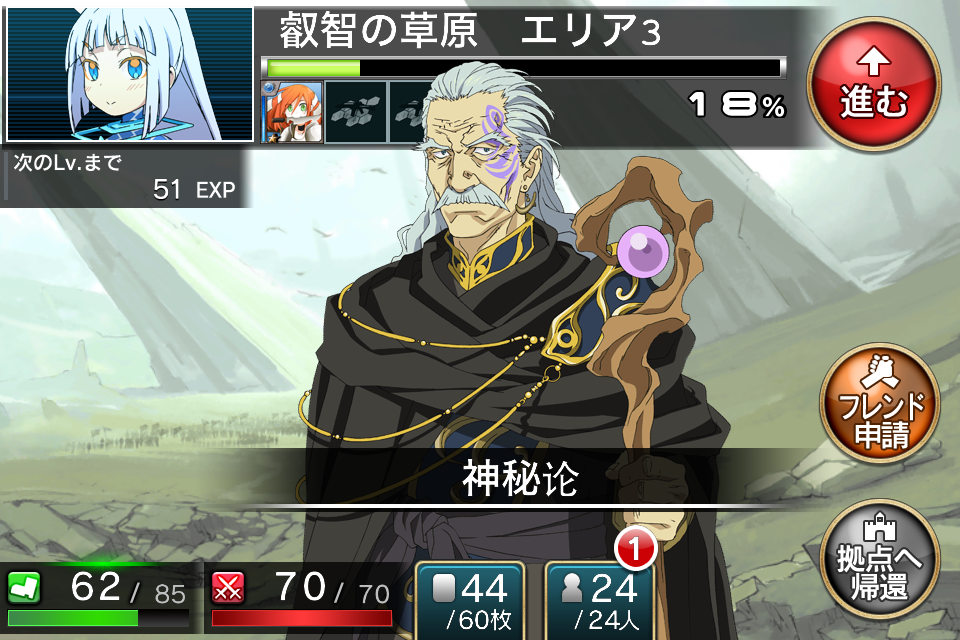 叡智の草原 エリア3
18%
進む
次のLv.まで
51 EXP
フレンド
申請
神秘论
拠点へ
帰還
62/85
70/70
44
/60枚
1
24
/24人